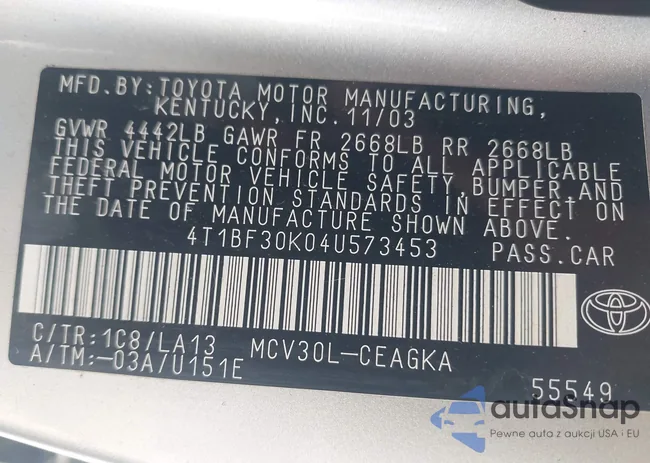 MFD.BY:TOYOTA MOTOR MANUFACTURING,
KENTUCKY,INC.11/03
GVWR 4442LB GAWR FR 2668LB RR 2668LB
THIS VEHICLE CONFORMS TO ALL APPLICABLE
FEDERAL MOTOR VEHICLE SAFETY,BUMPER,AND
THEFT PREVENTION STANDARDS IN EFFECT ON
THE DATE OF MANUFACTURE SHOWN ABOVE.
4T1BF30K04U573453 PASS.CAR
C/TR:1C8/LA13 MCV30L-CEAGKA
A/TM:-03A/U151E 55549
autaSnap
Pewne auta z aukcji USA i EU